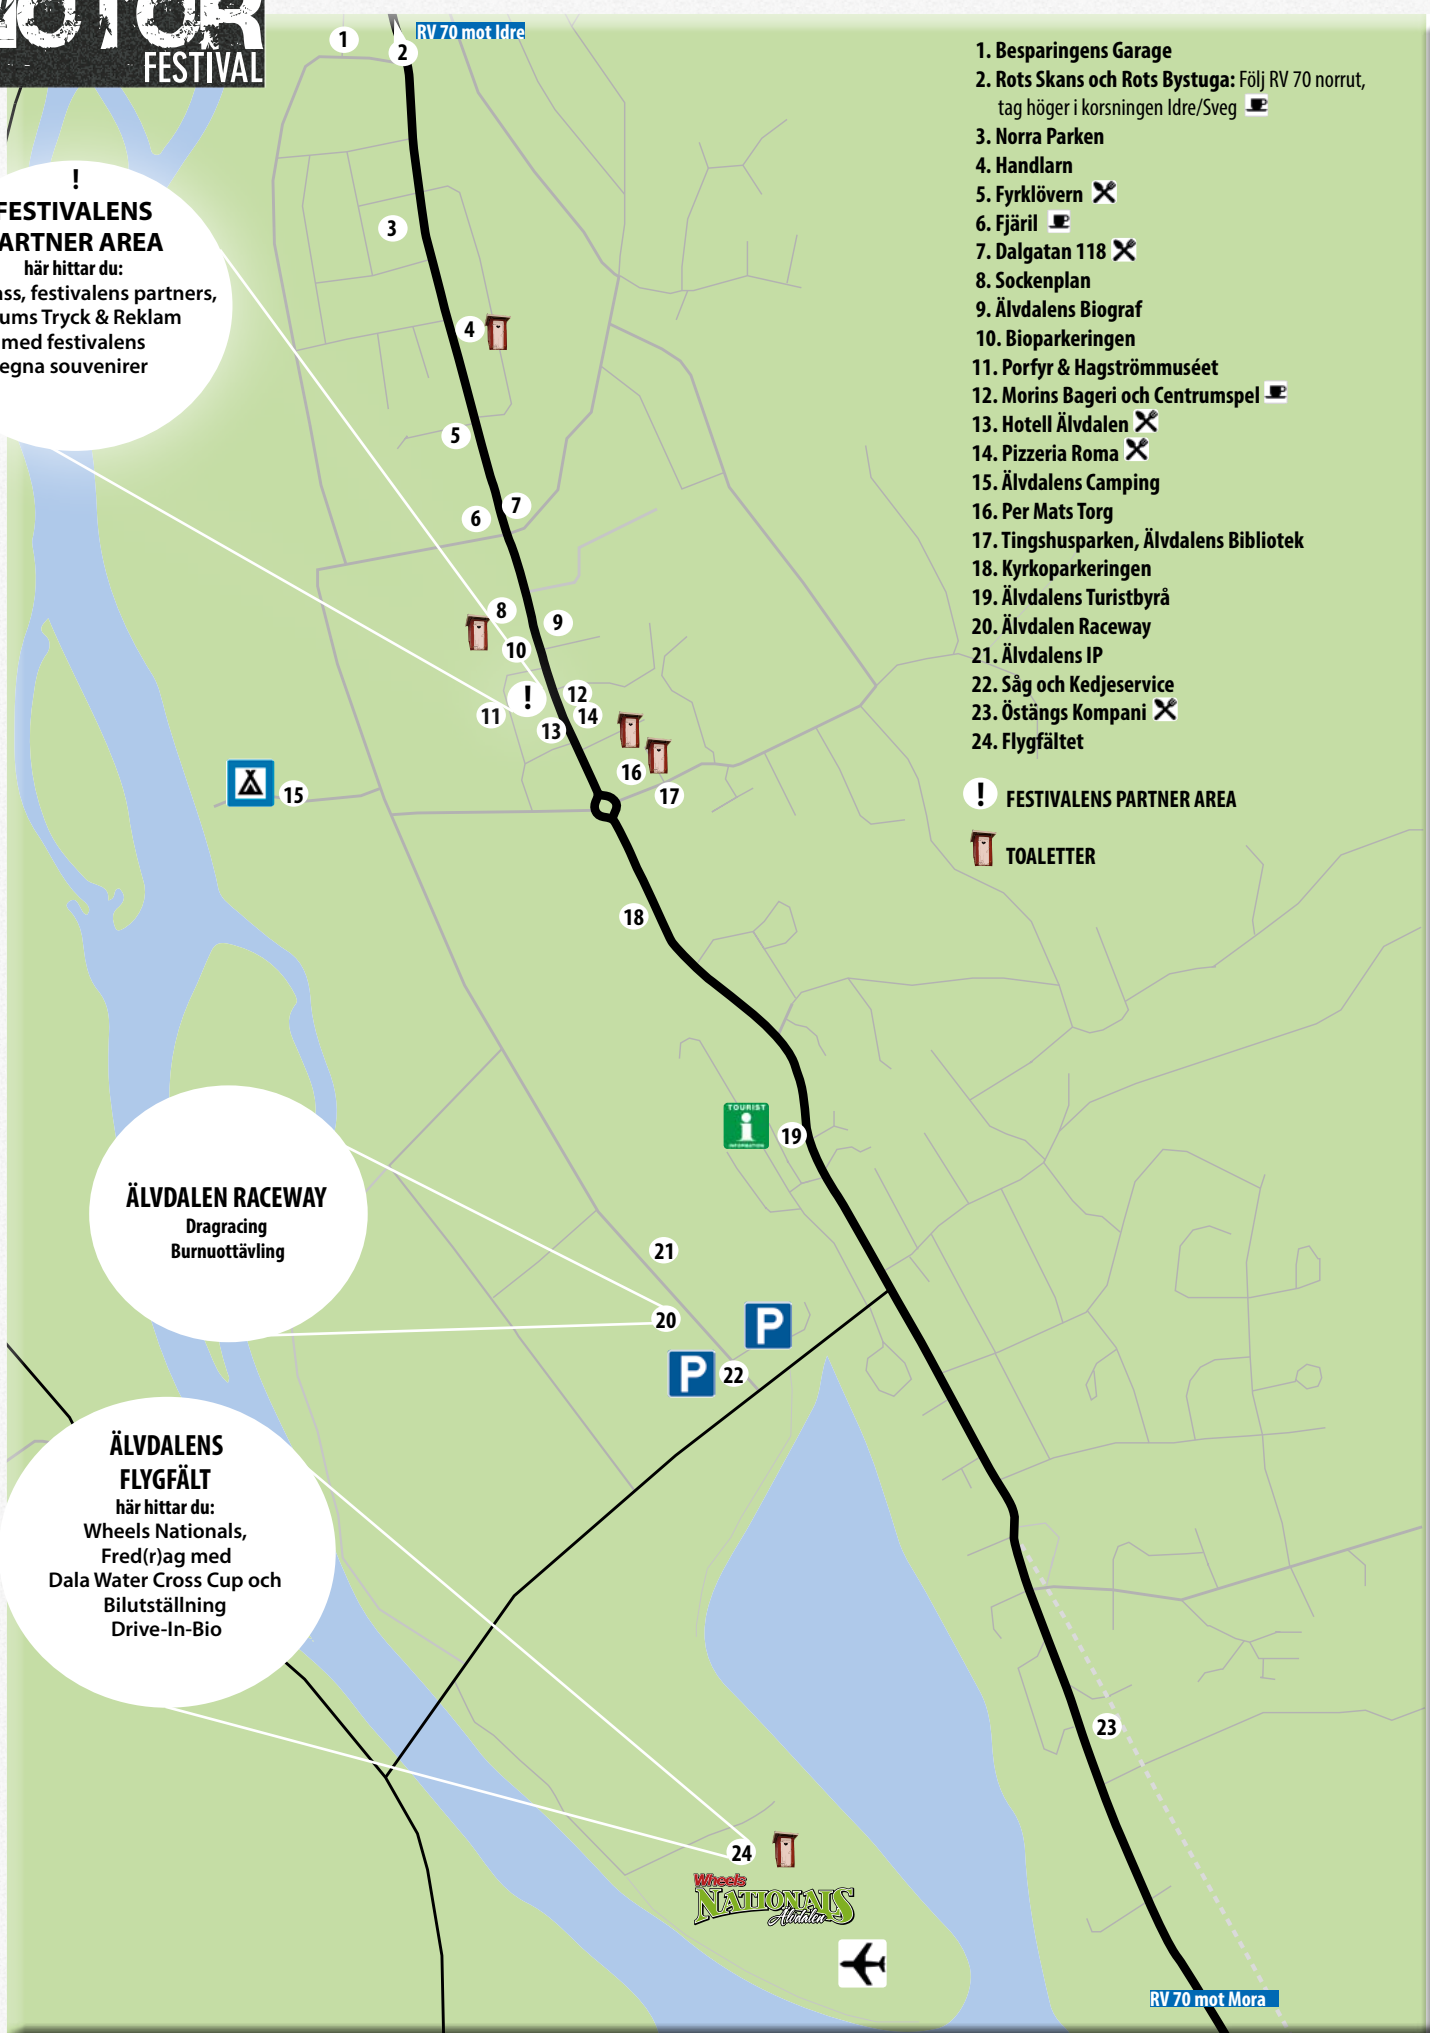 FESTIVAL
RV 70 mot Idre
!
FESTIVALENS
här hittar du:
festivalens partners,
Tryck & Reklam
med festivalens
egna souvenirer
1. Besparingens Garage
2. Rots Skans och Rots Bystuga: Följ RV 70 norrut,
tag höger i korsningen Idre/Sveg
3. Norra Parken
4. Handlarn
5. Fyrklövern
6. Fjäril
7. Dalgatan 118
8. Sockenplan
9. Älvdalens Biograf
10. Bioparkeringen
11. Porfyr & Hagströmmuséet
12. Morins Bageri och Centrumspel
13. Hotell Älvdalen
14. Pizzeria Roma
15. Älvdalens Camping
16. Per Mats Torg
17. Tingshusparken, Älvdalens Bibliotek
18. Kyrkoparkeringen
19. Älvdalens Turistbyrå
20. Älvdalen Raceway
21. Älvdalens IP
22. Såg och Kedjeservice
23. Östängs Kompani
24. Flygfältet
! FESTIVALENS PARTNER AREA
TOALETTER
1
2
3
4
5
6
7
8
9
10
11
!
12
13
14
15
16
17
18
TOURIST
i
INFORMATION
19
ÄLVDALEN RACEWAY
Dragracing
Burnuottävling
21
20
P
P
22
ÄLVDALENS
FLYGFÄLT
här hittar du:
Wheels Nationals,
Fred(r)ag med
Dala Water Cross Cup och
Bilutställning
Drive-In-Bio
23
24
Wheels
NATIONALS
Älvdalen
RV 70 mot Mora